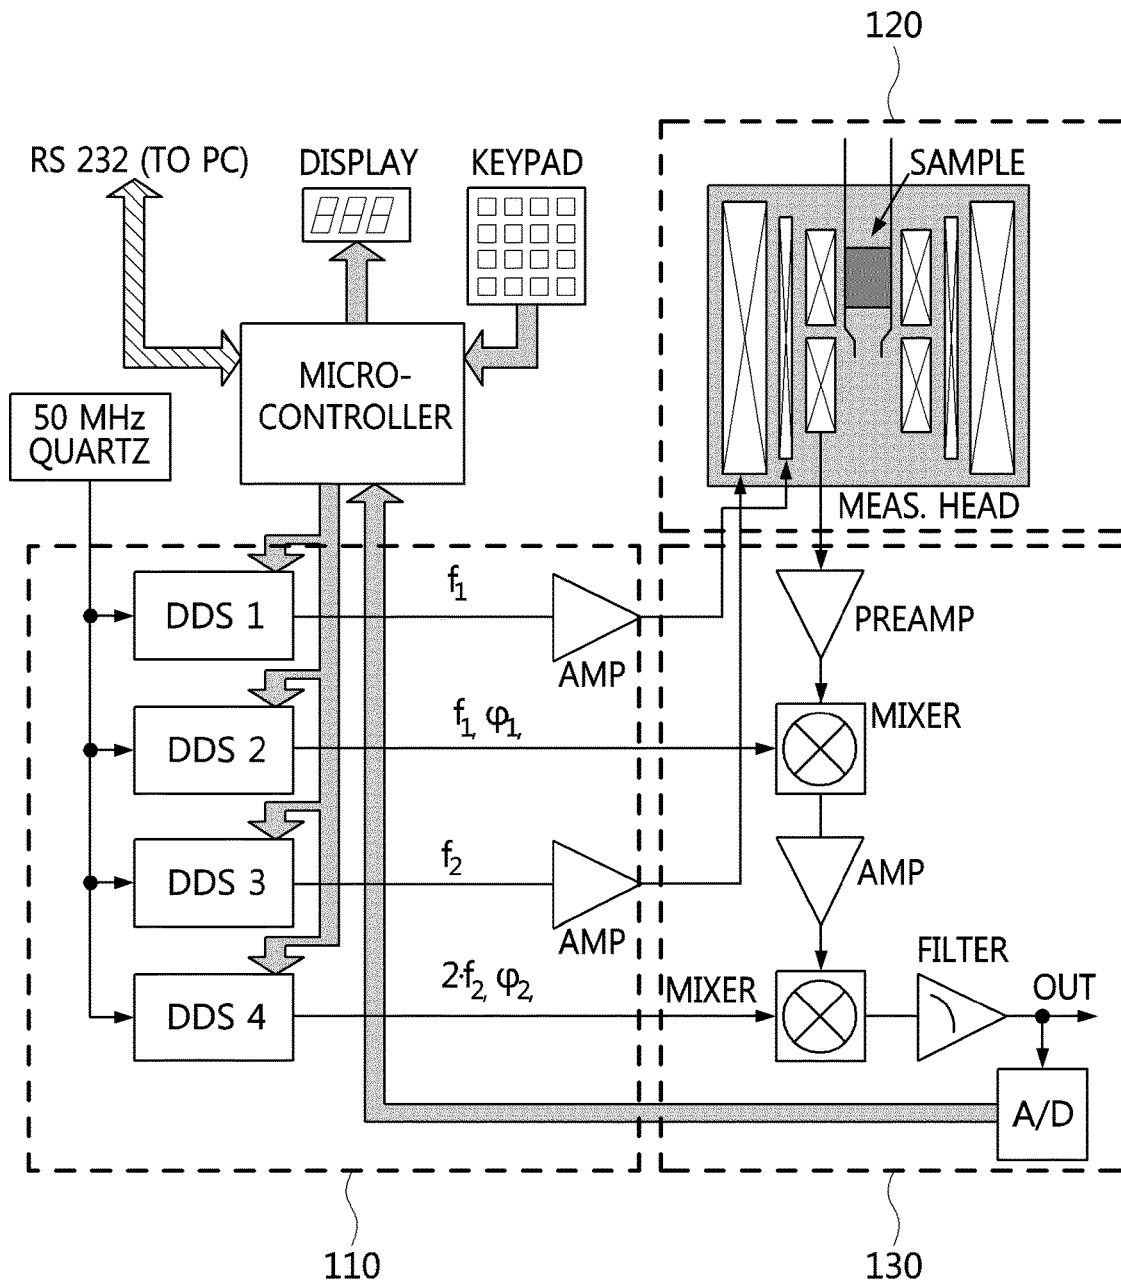 120
RS 232 (TO PC)
DISPLAY
KEYPAD
SAMPLE
MICRO-
CONTROLLER
50 MHz
QUARTZ
MEAS. HEAD
DDS 1
f₁
AMP
PREAMP
DDS 2
f₁, φ₁,
MIXER
DDS 3
f₂
AMP
AMP
DDS 4
2·f₂, φ₂,
MIXER
FILTER
OUT
A/D
110
130